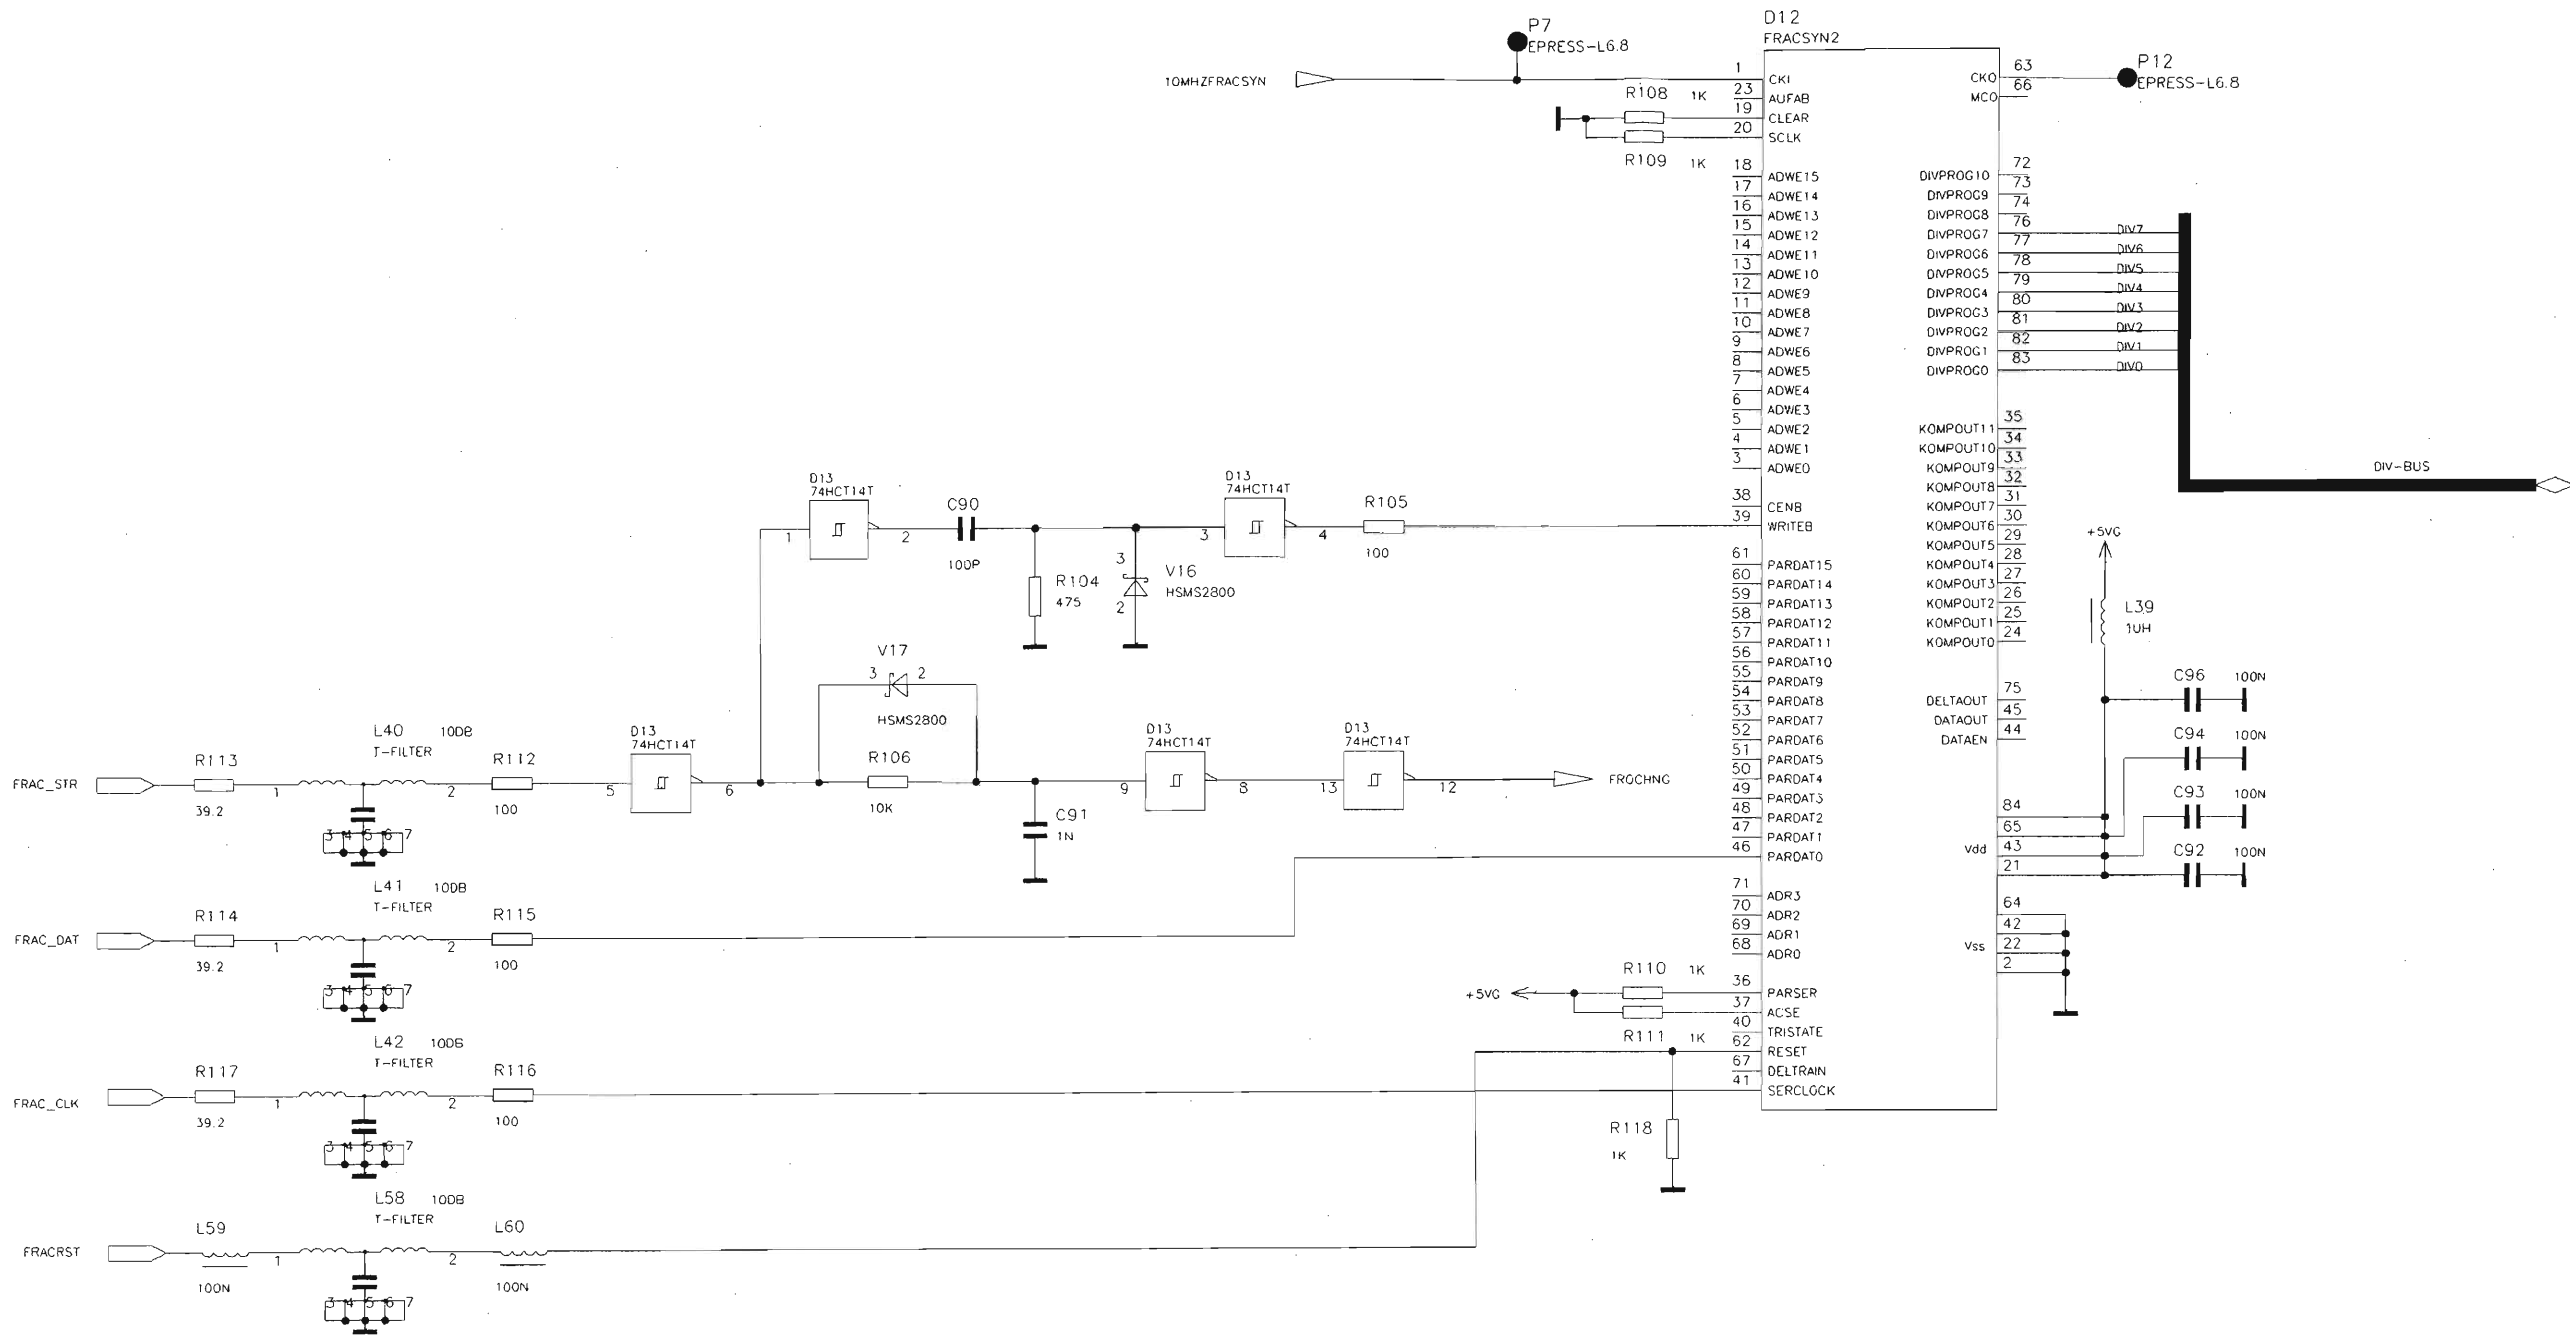 P7
EPRESS-L6.8
10MHZFRACSYN
D12
FRACSYN2
P12
EPRESS-L6.8
1 CKI
23 AUFAB
19 CLEAR
20 SCLK
R108 1K
R109 1K
18 ADWE15
17 ADWE14
16 ADWE13
15 ADWE12
14 ADWE11
13 ADWE10
12 ADWE9
11 ADWE8
10 ADWE7
9 ADWE6
8 ADWE5
7 ADWE4
6 ADWE3
5 ADWE2
4 ADWE1
3 ADWE0
38 CENB
39 WRITEB
61 PARDAT15
60 PARDAT14
59 PARDAT13
58 PARDAT12
57 PARDAT11
56 PARDAT10
55 PARDAT9
54 PARDAT8
53 PARDAT7
52 PARDAT6
51 PARDAT5
50 PARDAT4
49 PARDAT3
48 PARDAT2
47 PARDAT1
46 PARDAT0
71 ADR3
70 ADR2
69 ADR1
68 ADR0
36 PARSER
37 ACSE
40 TRISTATE
62 RESET
67 DELTRAIN
41 SERCLOCK
CKO 63
MCO 66
DIVPROG10 72
DIVPROG9 73
DIVPROG8 74
DIVPROG7 76 DIV7
DIVPROG6 77 DIV6
DIVPROG5 78 DIV5
DIVPROG4 79 DIV4
DIVPROG3 80 DIV3
DIVPROG2 81 DIV2
DIVPROG1 82 DIV1
DIVPROG0 83 DIV0
DIV-BUS
KOMPOUT11 35
KOMPOUT10 34
KOMPOUT9 33
KOMPOUT8 32
KOMPOUT7 31
KOMPOUT6 30
KOMPOUT5 29
KOMPOUT4 28
KOMPOUT3 27
KOMPOUT2 26
KOMPOUT1 25
KOMPOUT0 24
DELTAOUT 75
DATAOUT 45
DATAEN 44
84
65
Vdd 43
21
64
42
Vss 22
2
+5VG
L39
1UH
C96 100N
C94 100N
C93 100N
C92 100N
D13
74HCT14T
1 2
C90
100P
R104
475
3
V16
HSMS2800
2
D13
74HCT14T
3 4
R105
100
V17
3 2
HSMS2800
R106
10K
C91
1N
D13
74HCT14T
9 8
D13
74HCT14T
13 12
FRQCHNG
FRAC_STR
R113
39.2
L40 10DB
T-FILTER
1 2
3 4 5 6 7
R112
100
D13
74HCT14T
5 6
FRAC_DAT
R114
39.2
L41 10DB
T-FILTER
1 2
3 4 5 6 7
R115
100
+5VG
R110 1K
R111 1K
FRAC_CLK
R117
39.2
L42 10DB
T-FILTER
1 2
3 4 5 6 7
R116
100
R118
1K
FRACRST
L59
100N
L58 10DB
T-FILTER
1 2
3 4 5 6 7
L60
100N